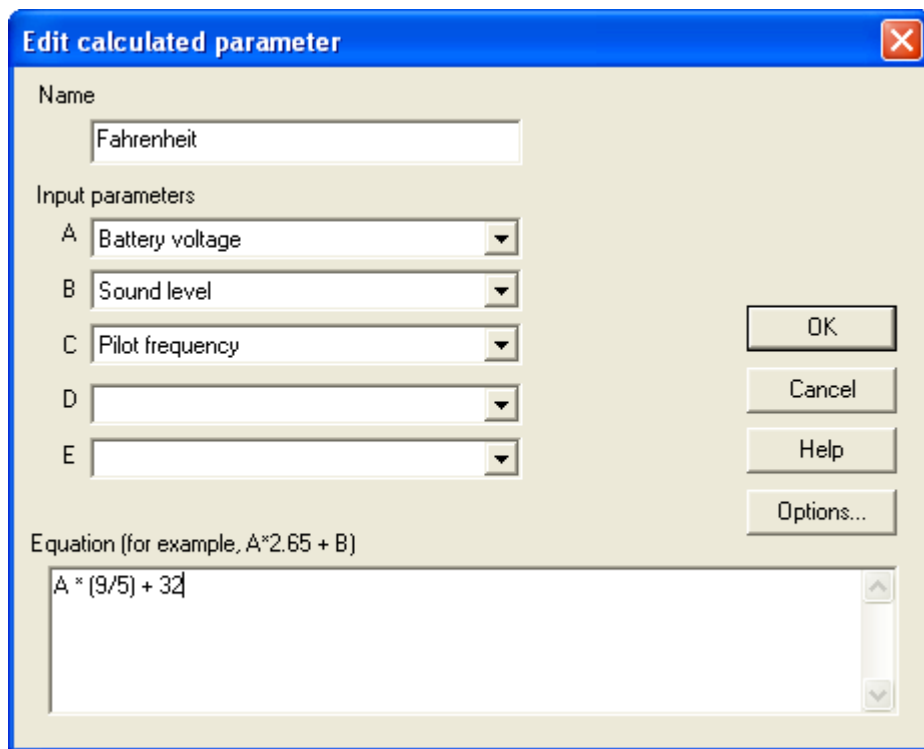 Edit calculated parameter
Name
Fahrenheit
Input parameters
A Battery voltage
B Sound level
C Pilot frequency
D
E
OK
Cancel
Help
Options...
Equation (for example, A*2.65 + B)
A * (9/5) + 32